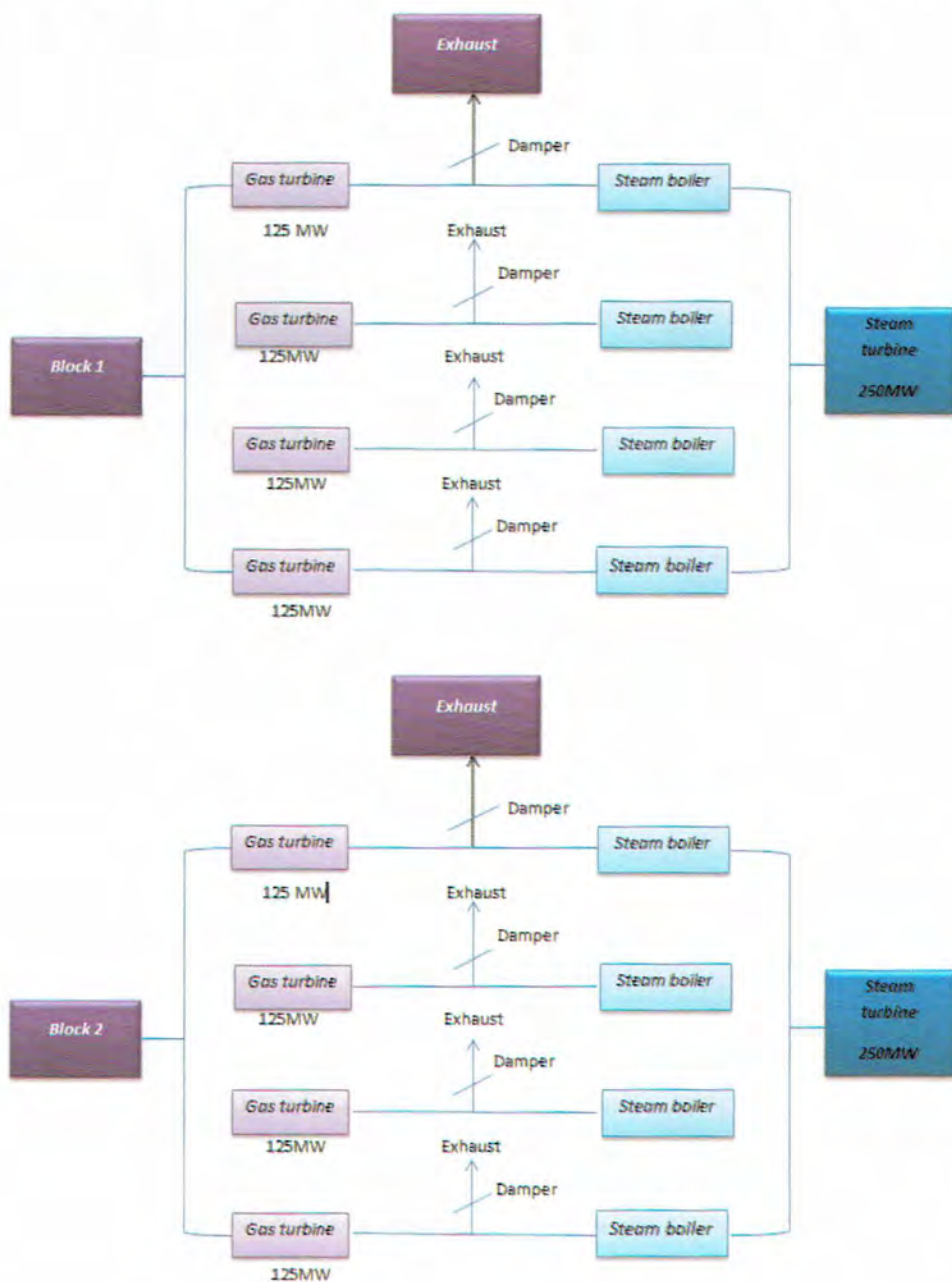 Exhaust
Damper
Gas turbine
Steam boiler
125 MW
Exhaust
Damper
Gas turbine
Steam boiler
Steam
turbine
250MW
125MW
Exhaust
Block 1
Damper
Gas turbine
Steam boiler
125MW
Exhaust
Damper
Gas turbine
Steam boiler
125MW
Exhaust
Damper
Gas turbine
Steam boiler
125 MW
Exhaust
Damper
Gas turbine
Steam boiler
Steam
turbine
250MW
125MW
Exhaust
Block 2
Damper
Gas turbine
Steam boiler
125MW
Exhaust
Damper
Gas turbine
Steam boiler
125MW